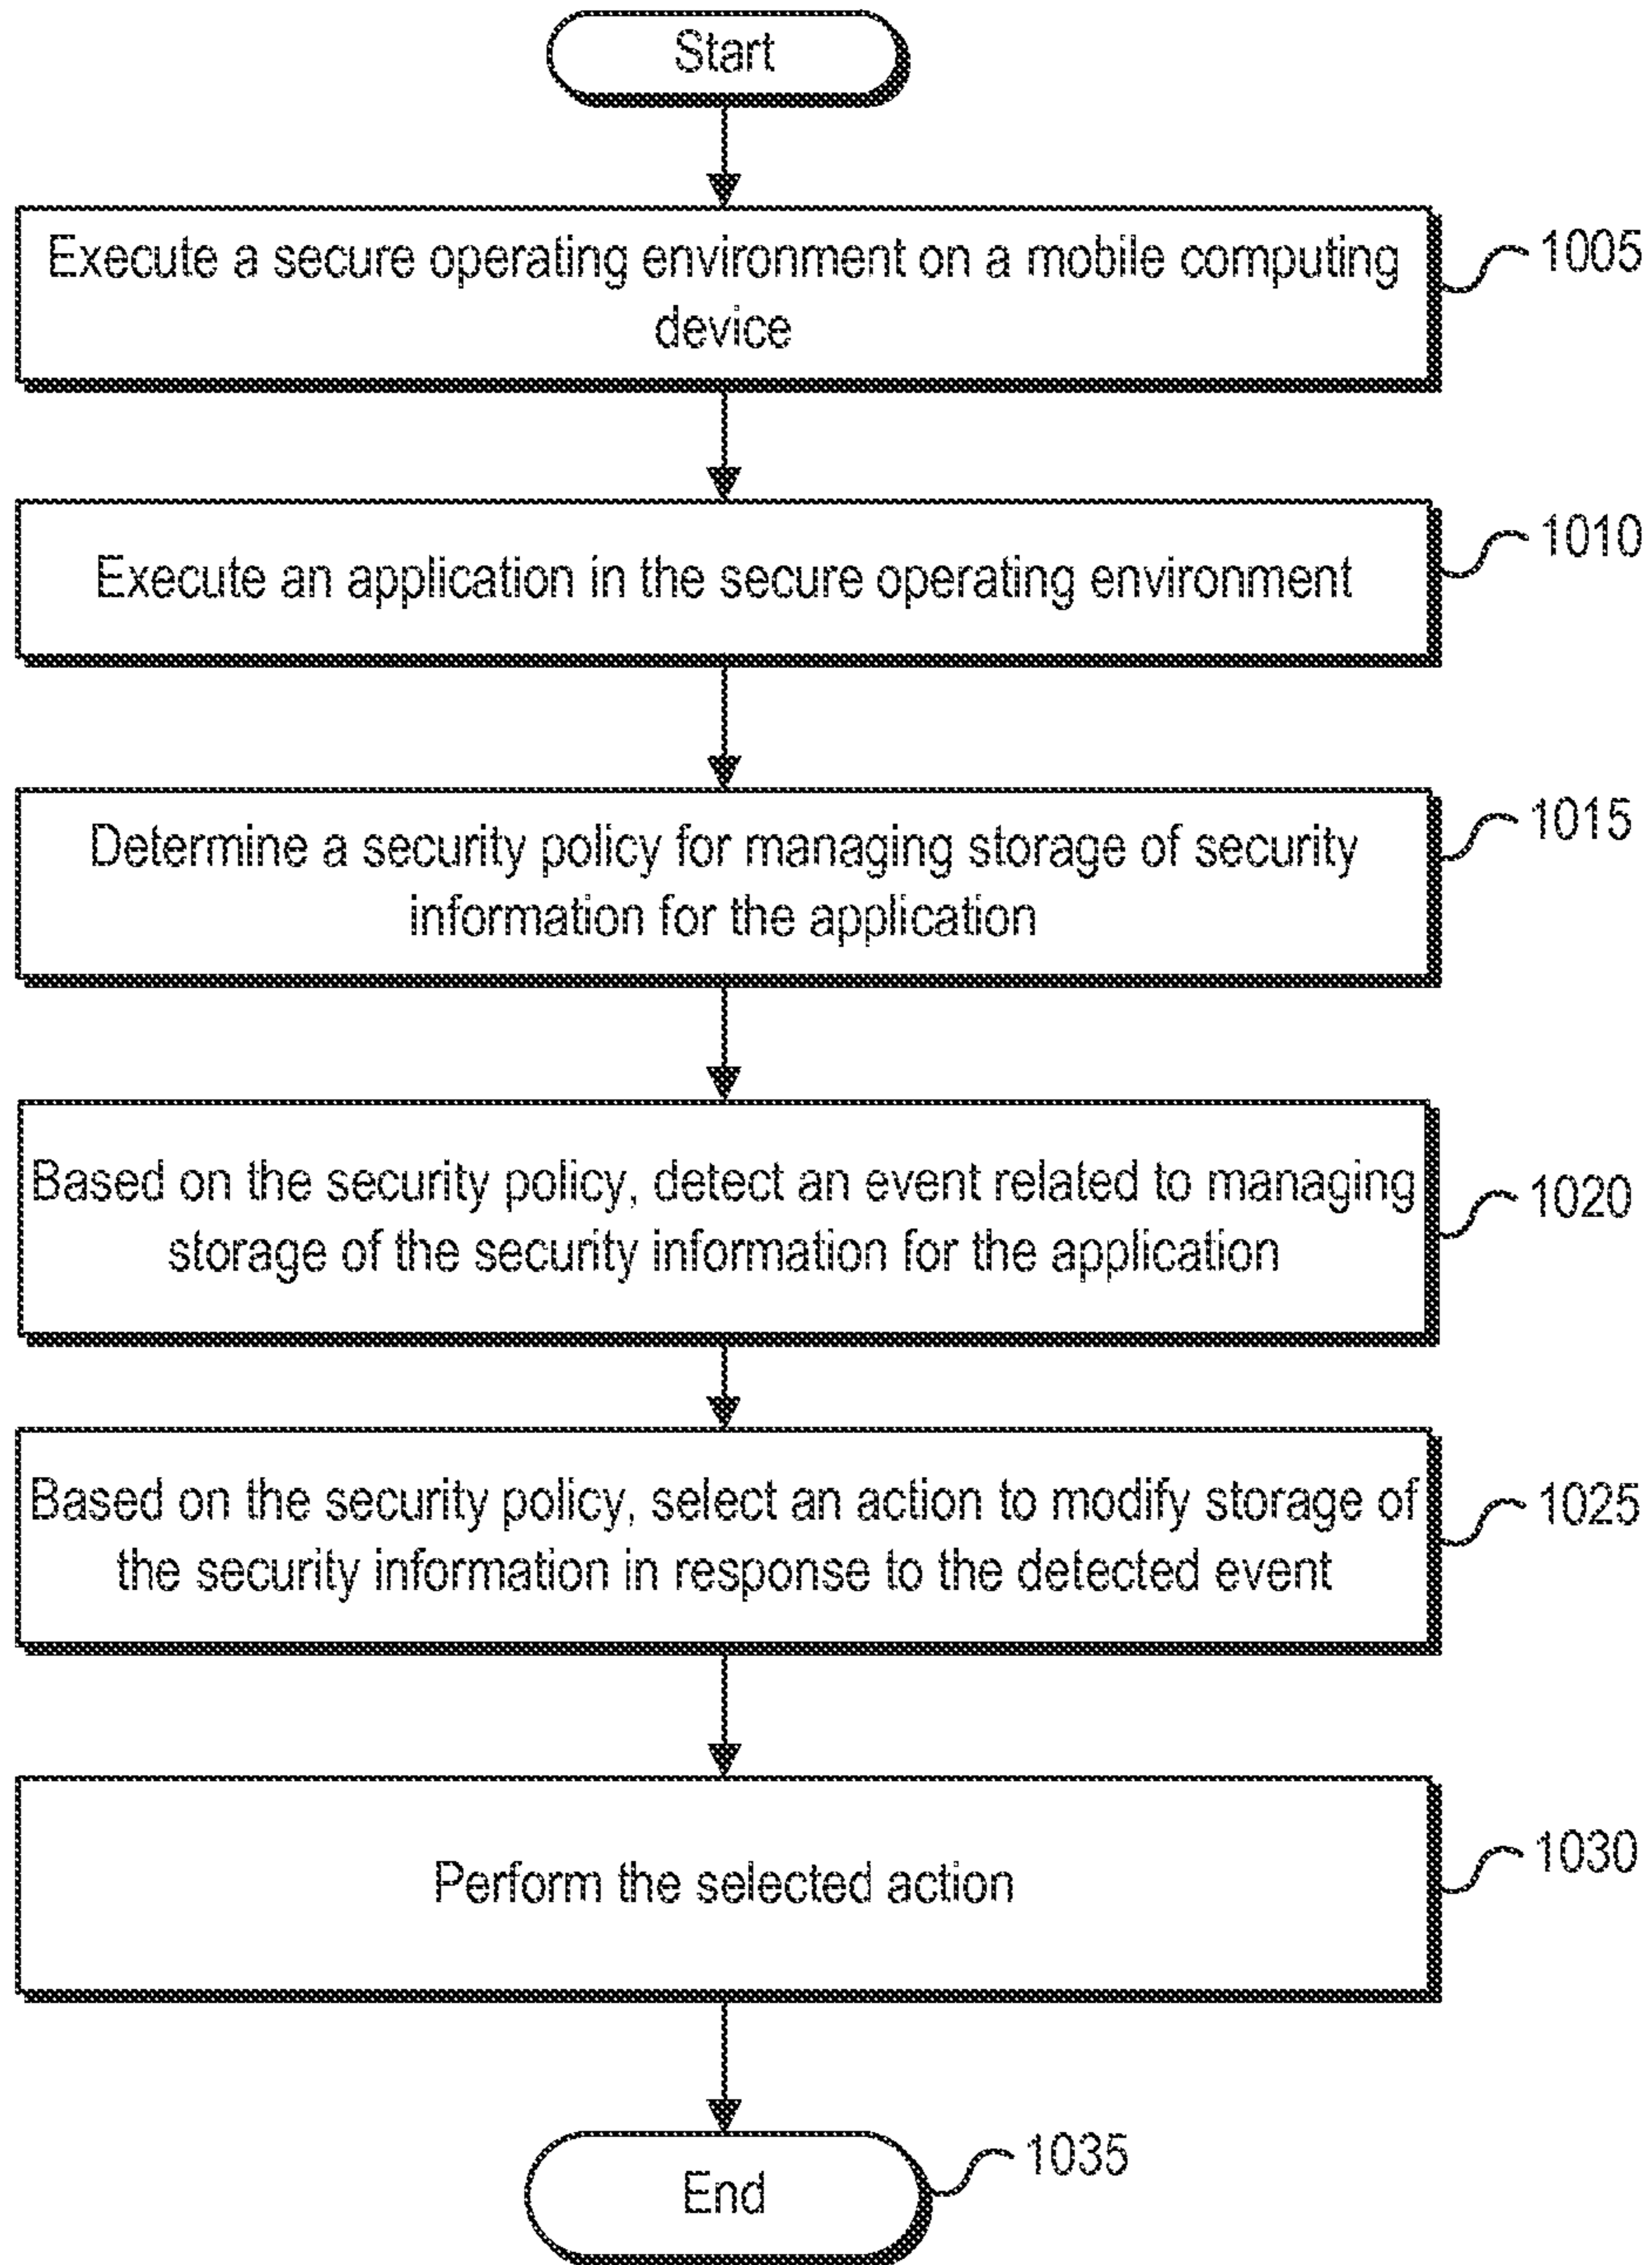 Start
Execute a secure operating environment on a mobile computing
device
1005
Execute an application in the secure operating environment
1010
Determine a security policy for managing storage of security
information for the application
1015
Based on the security policy, detect an event related to managing
storage of the security information for the application
1020
Based on the security policy, select an action to modify storage of
the security information in response to the detected event
1025
Perform the selected action
1030
End
1035